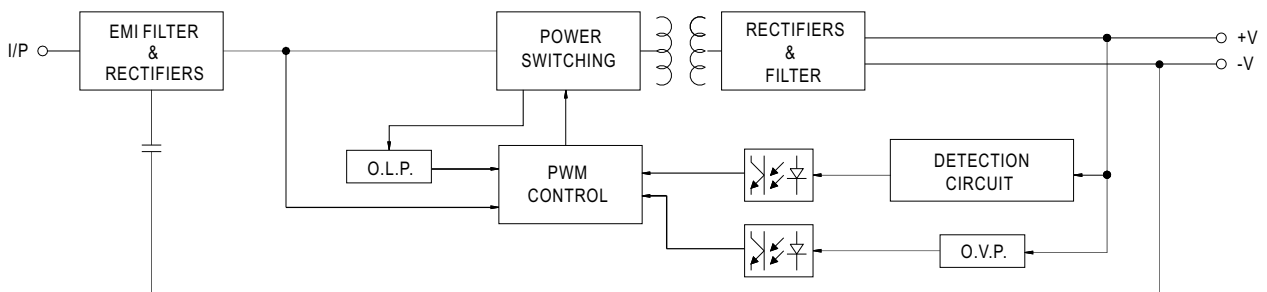 I/P
EMI FILTER
&
RECTIFIERS
POWER
SWITCHING
RECTIFIERS
&
FILTER
+V
-V
O.L.P.
PWM
CONTROL
DETECTION
CIRCUIT
O.V.P.